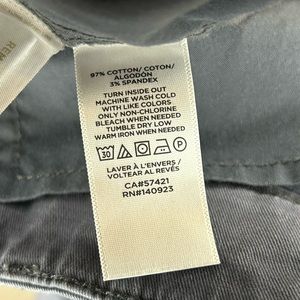 97% COTTON/ COTON/
ALGODÓN
3% SPANDEX
TURN INSIDE OUT
MACHINE WASH COLD
WITH LIKE COLORS
ONLY NON-CHLORINE
BLEACH WHEN NEEDED
TUMBLE DRY LOW
WARM IRON WHEN NEEDED
30 P
LAVER À L'ENVERS /
VOLTEAR AL REVÉS
CA#57421
RN#140923